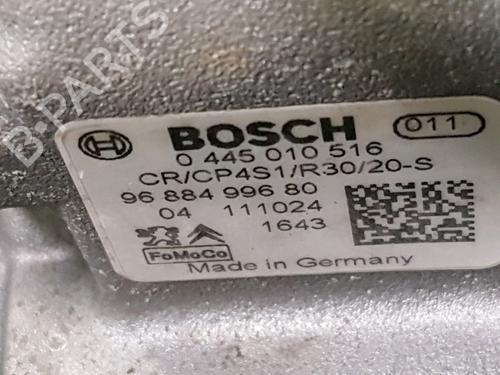 B-PARTS
BOSCH 011
0 445 010 516
CR/CP4S1/R30/20-S
96 884 996 80
04 111024
1643
FoMoCo
Made in Germany